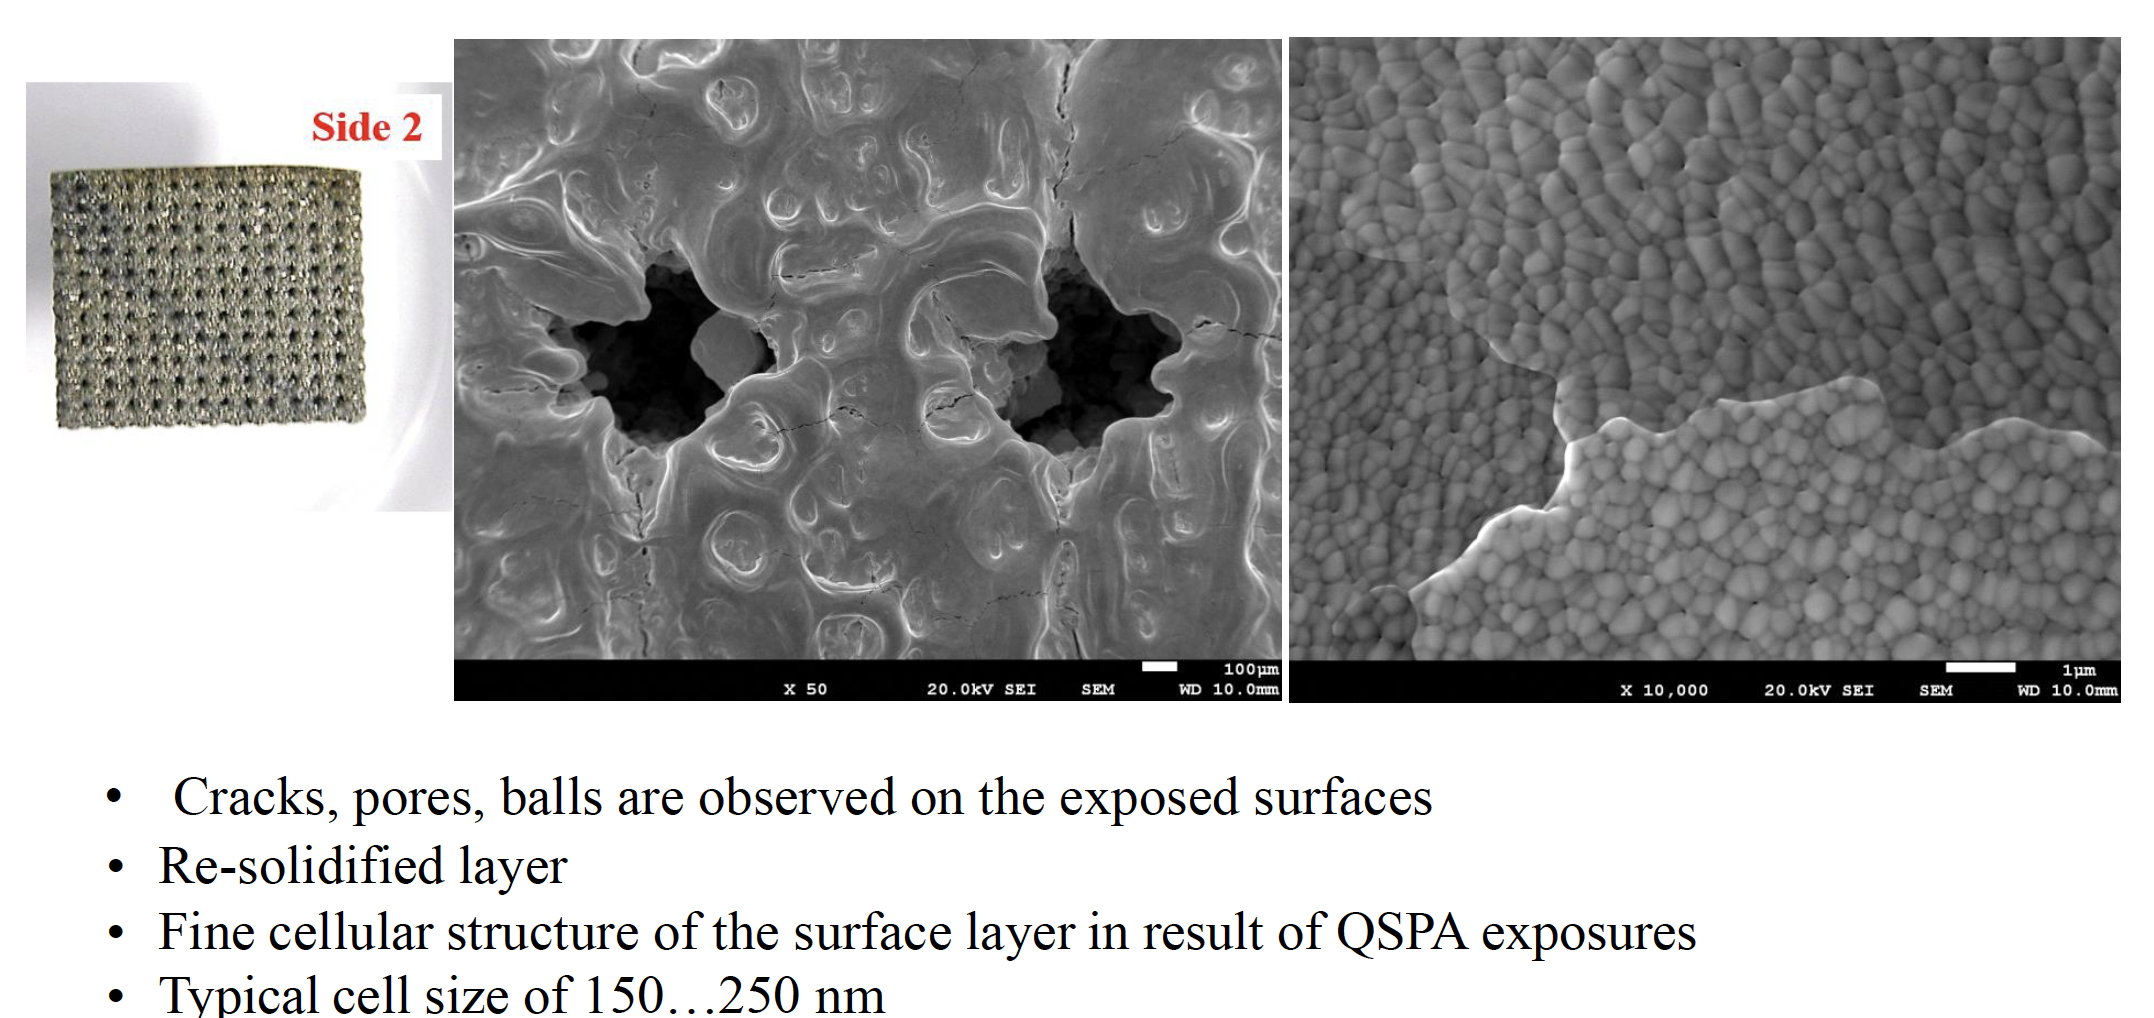 Side 2
100μm
X 50 20.0kV SEI SEM WD 10.0mm
1μm
X 10,000 20.0kV SEI SEM WD 10.0mm
• Cracks, pores, balls are observed on the exposed surfaces
• Re-solidified layer
• Fine cellular structure of the surface layer in result of QSPA exposures
• Typical cell size of 150…250 nm